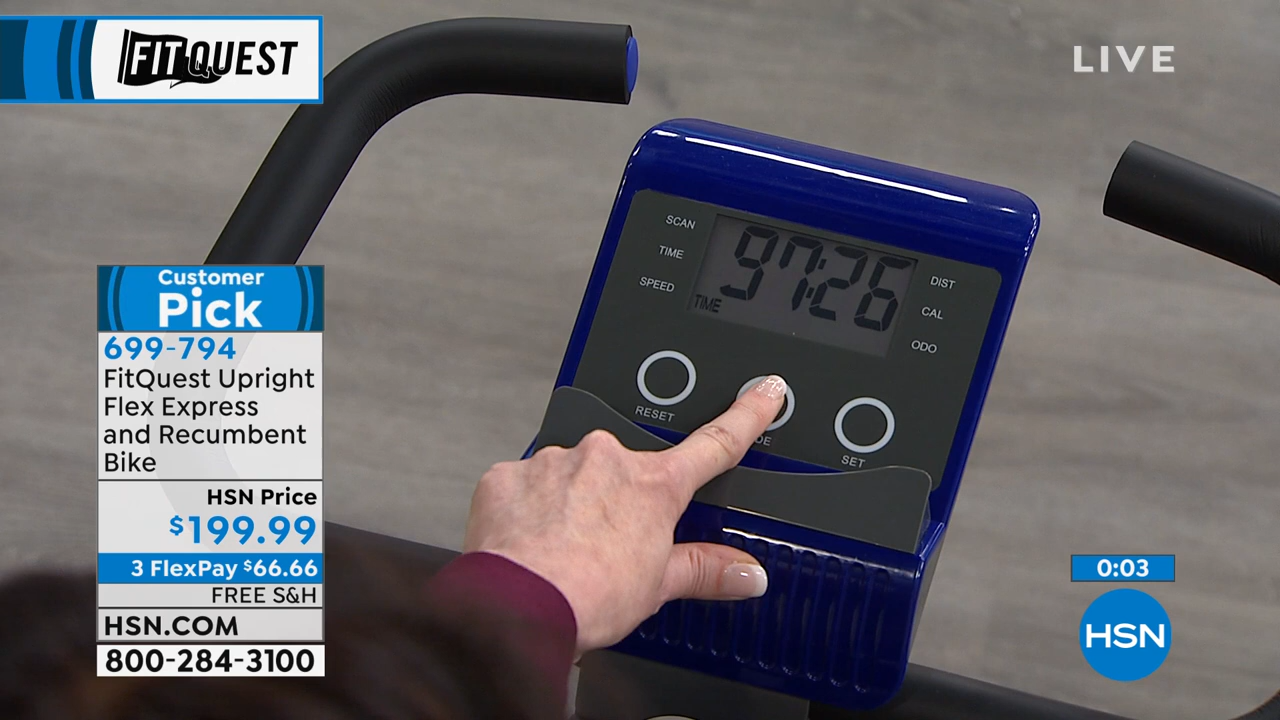 FITQUEST
LIVE
SCAN
TIME
SPEED
97:26
TIME
DIST
CAL
ODO
RESET
DE
SET
Customer
Pick
699-794
FitQuest Upright
Flex Express
and Recumbent
Bike
HSN Price
$199.99
3 FlexPay $66.66
FREE S&H
HSN.COM
800-284-3100
0:03
HSN